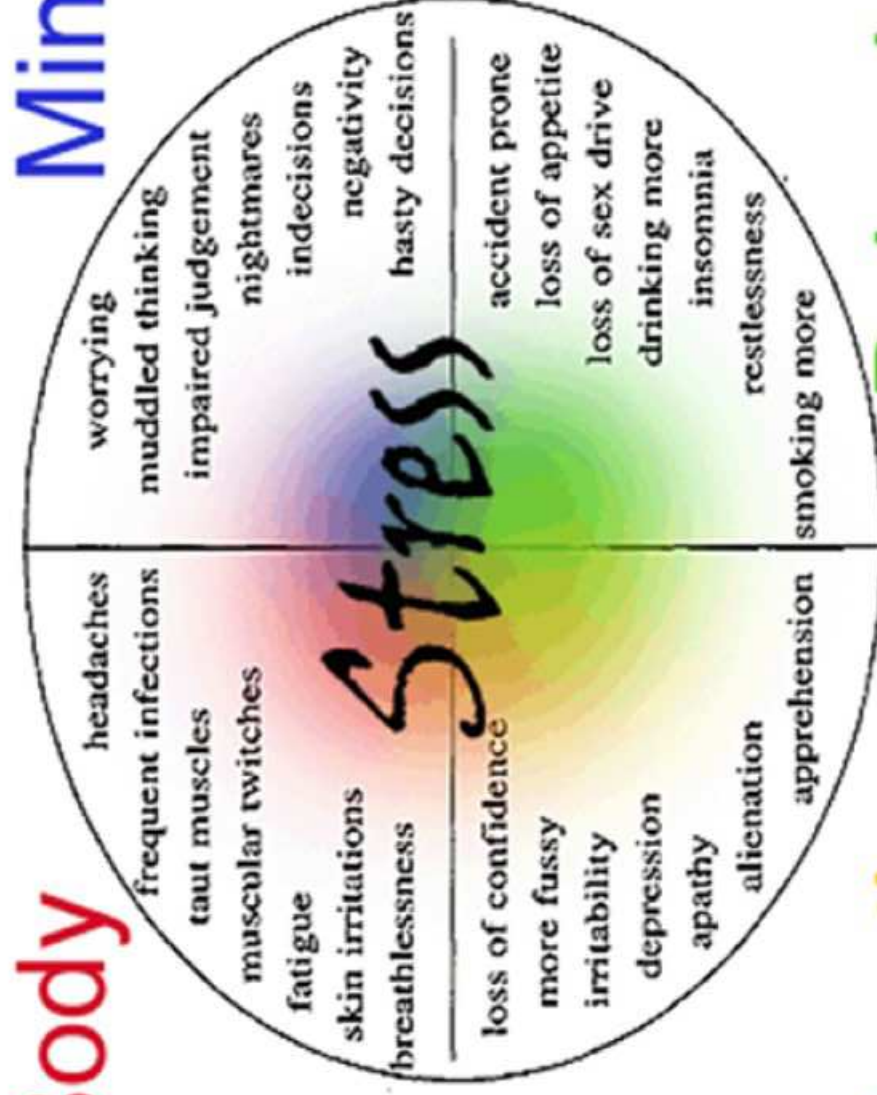 ody
Min
headaches
frequent infections
taut muscles
muscular twitches
fatigue
skin irritations
breathlessness
worrying
muddled thinking
impaired judgement
nightmares
indecisions
negativity
hasty decisions
Stress
loss of confidence
more fussy
irritability
depression
apathy
alienation
apprehension
accident prone
loss of appetite
loss of sex drive
drinking more
insomnia
restlessness
smoking more